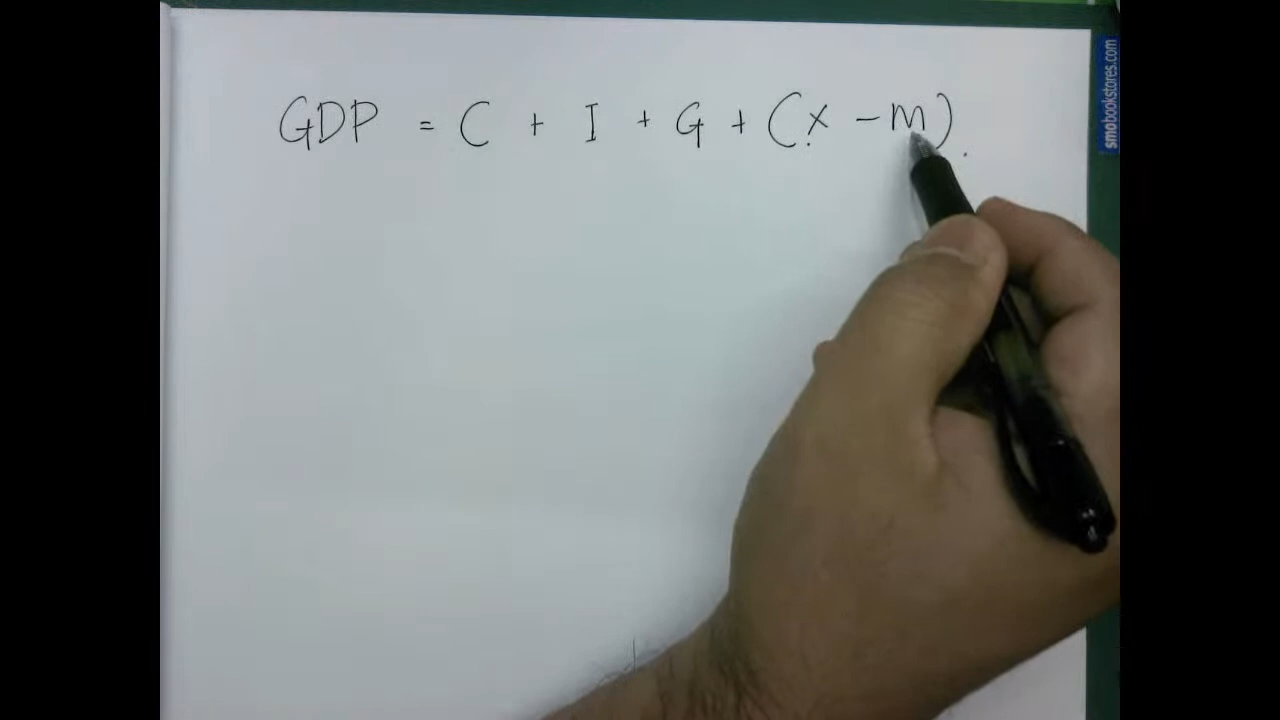 GDP = C + I + G + (X - M).
smobookstores.com